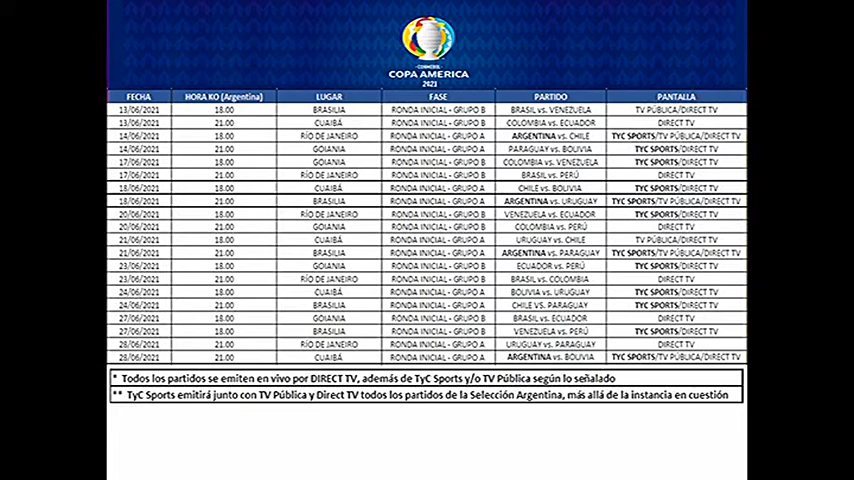 CONMEBOL
COPA AMERICA
2021
FECHA HORA KO (Argentina) LUGAR FASE PARTIDO PANTALLA
13/06/2021 18.00 BRASILIA RONDA INICIAL - GRUPO B BRASIL vs. VENEZUELA TV PÚBLICA/DIRECT TV
13/06/2021 21.00 CUAIBÁ RONDA INICIAL - GRUPO B COLOMBIA vs. ECUADOR DIRECT TV
14/06/2021 18.00 RÍO DE JANEIRO RONDA INICIAL - GRUPO A ARGENTINA vs. CHILE TYC SPORTS/TV PÚBLICA/DIRECT TV
14/06/2021 21.00 GOIANIA RONDA INICIAL - GRUPO A PARAGUAY vs. BOLIVIA TYC SPORTS/DIRECT TV
17/06/2021 18.00 GOIANIA RONDA INICIAL - GRUPO B COLOMBIA vs. VENEZUELA TYC SPORTS/DIRECT TV
17/06/2021 21.00 RÍO DE JANEIRO RONDA INICIAL - GRUPO B BRASIL vs. PERÚ DIRECT TV
18/06/2021 18.00 CUAIBÁ RONDA INICIAL - GRUPO A CHILE vs. BOLIVIA TYC SPORTS/DIRECT TV
18/06/2021 21.00 BRASILIA RONDA INICIAL - GRUPO A ARGENTINA vs. URUGUAY TYC SPORTS/TV PÚBLICA/DIRECT TV
20/06/2021 18.00 RÍO DE JANEIRO RONDA INICIAL - GRUPO B VENEZUELA vs. ECUADOR TYC SPORTS/DIRECT TV
20/06/2021 21.00 GOIANIA RONDA INICIAL - GRUPO B COLOMBIA vs. PERÚ DIRECT TV
21/06/2021 18.00 CUAIBÁ RONDA INICIAL - GRUPO A URUGUAY vs. CHILE TV PÚBLICA/DIRECT TV
21/06/2021 21.00 BRASILIA RONDA INICIAL - GRUPO A ARGENTINA vs. PARAGUAY TYC SPORTS/TV PÚBLICA/DIRECT TV
23/06/2021 18.00 GOIANIA RONDA INICIAL - GRUPO B ECUADOR vs. PERÚ TYC SPORTS/DIRECT TV
23/06/2021 21.00 RÍO DE JANEIRO RONDA INICIAL - GRUPO B BRASIL vs. COLOMBIA DIRECT TV
24/06/2021 18.00 CUAIBÁ RONDA INICIAL - GRUPO A BOLIVIA vs. URUGUAY TYC SPORTS/DIRECT TV
24/06/2021 21.00 BRASILIA RONDA INICIAL - GRUPO A CHILE vs. PARAGUAY TYC SPORTS/DIRECT TV
27/06/2021 18.00 GOIANIA RONDA INICIAL - GRUPO B BRASIL vs. ECUADOR DIRECT TV
27/06/2021 18.00 BRASILIA RONDA INICIAL - GRUPO B VENEZUELA vs. PERÚ TYC SPORTS/DIRECT TV
28/06/2021 21.00 RÍO DE JANEIRO RONDA INICIAL - GRUPO A URUGUAY vs. PARAGUAY DIRECT TV
28/06/2021 21.00 CUAIBÁ RONDA INICIAL - GRUPO A ARGENTINA vs. BOLIVIA TYC SPORTS/TV PÚBLICA/DIRECT TV
* Todos los partidos se emiten en vivo por DIRECT TV, además de TyC Sports y/o TV Pública según lo señalado
** TyC Sports emitirá junto con TV Pública y Direct TV todos los partidos de la Selección Argentina, más allá de la instancia en cuestión